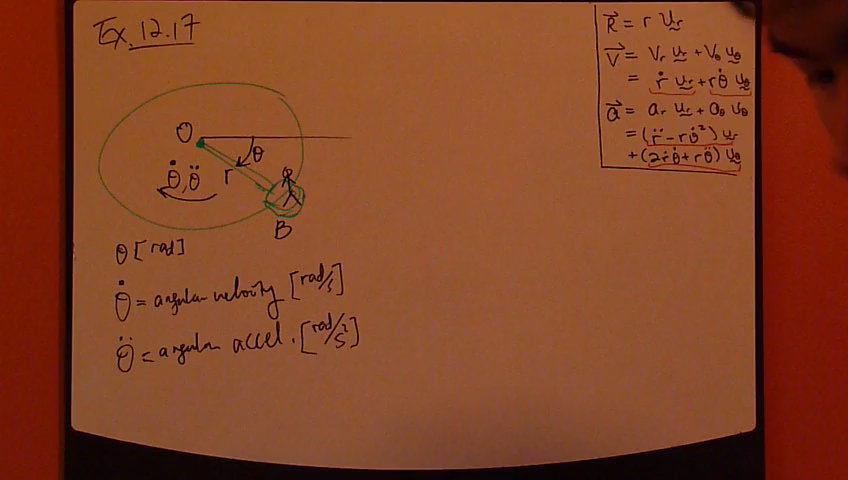 Ex. 12.17
O
θ
r
θ̇, θ̈
B
θ [rad]
θ̇ = angular velocity [rad/s]
θ̈ = angular accel. [rad/s²]
R⃗ = r u_r
V⃗ = V_r u_r + V_θ u_θ
= ṙ u_r + rθ̇ u_θ
a⃗ = a_r u_r + a_θ u_θ
= (r̈ - rθ̇²) u_r
+ (2ṙθ̇ + rθ̈) u_θ